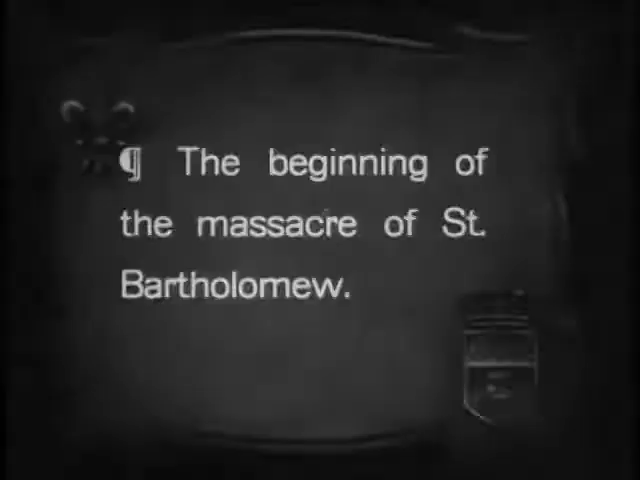 ¶ The beginning of
the massacre of St.
Bartholomew.